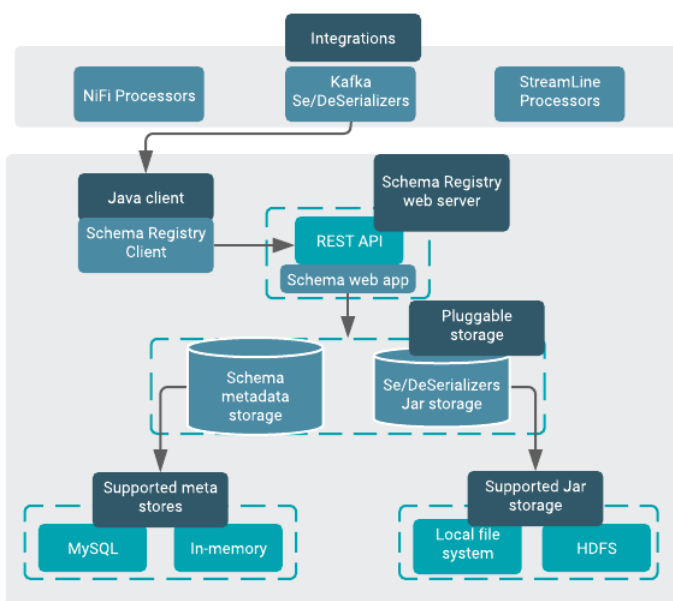 Integrations
NiFi Processors
Kafka
Se/DeSerializers
StreamLine
Processors
Java client
Schema Registry
Client
Schema Registry
web server
REST API
Schema web app
Pluggable
storage
Schema
metadata
storage
Se/DeSerializers
Jar storage
Supported meta
stores
MySQL
In-memory
Supported Jar
storage
Local file
system
HDFS